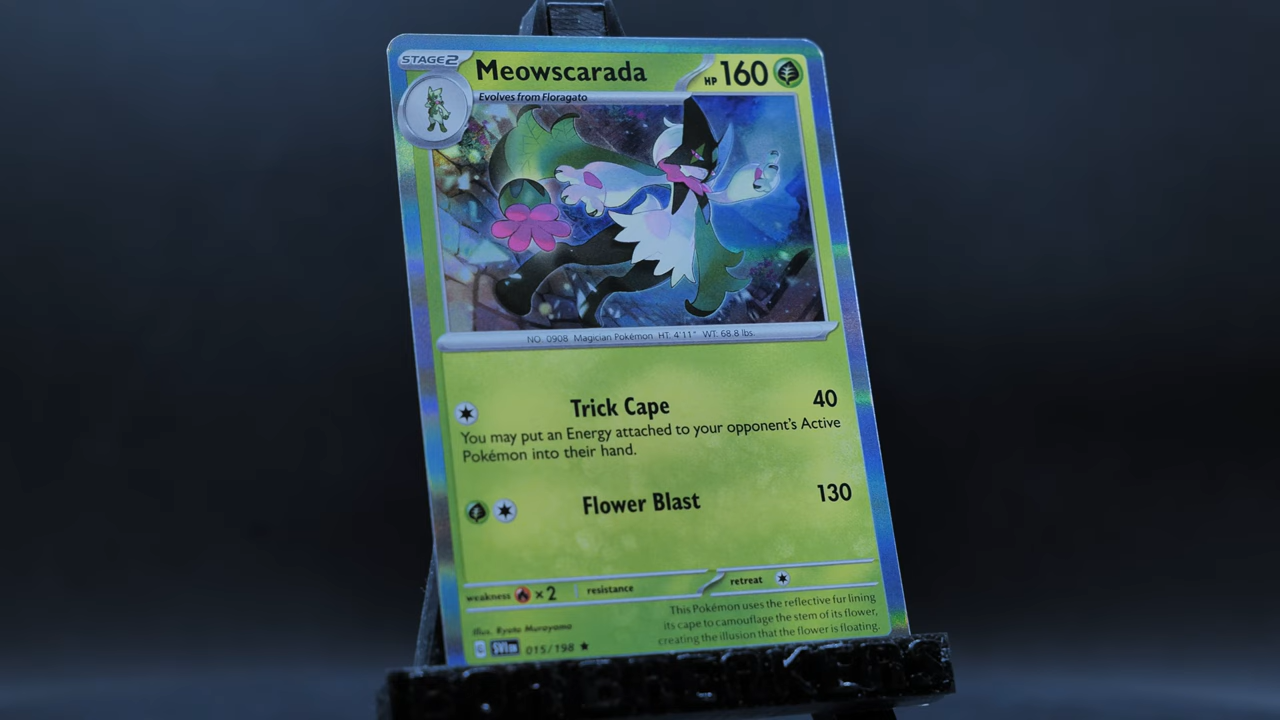 STAGE2
Meowscarada
HP 160
Evolves from Floragato
NO. 0908 Magician Pokémon HT: 4'11" WT: 68.8 lbs.
Trick Cape 40
You may put an Energy attached to your opponent's Active
Pokémon into their hand.
Flower Blast 130
weakness ×2 resistance retreat
This Pokémon uses the reflective fur lining
its cape to camouflage the stem of its flower,
creating the illusion that the flower is floating.
Illus. Ryota Murayama
G SVI EN 015/198 ★